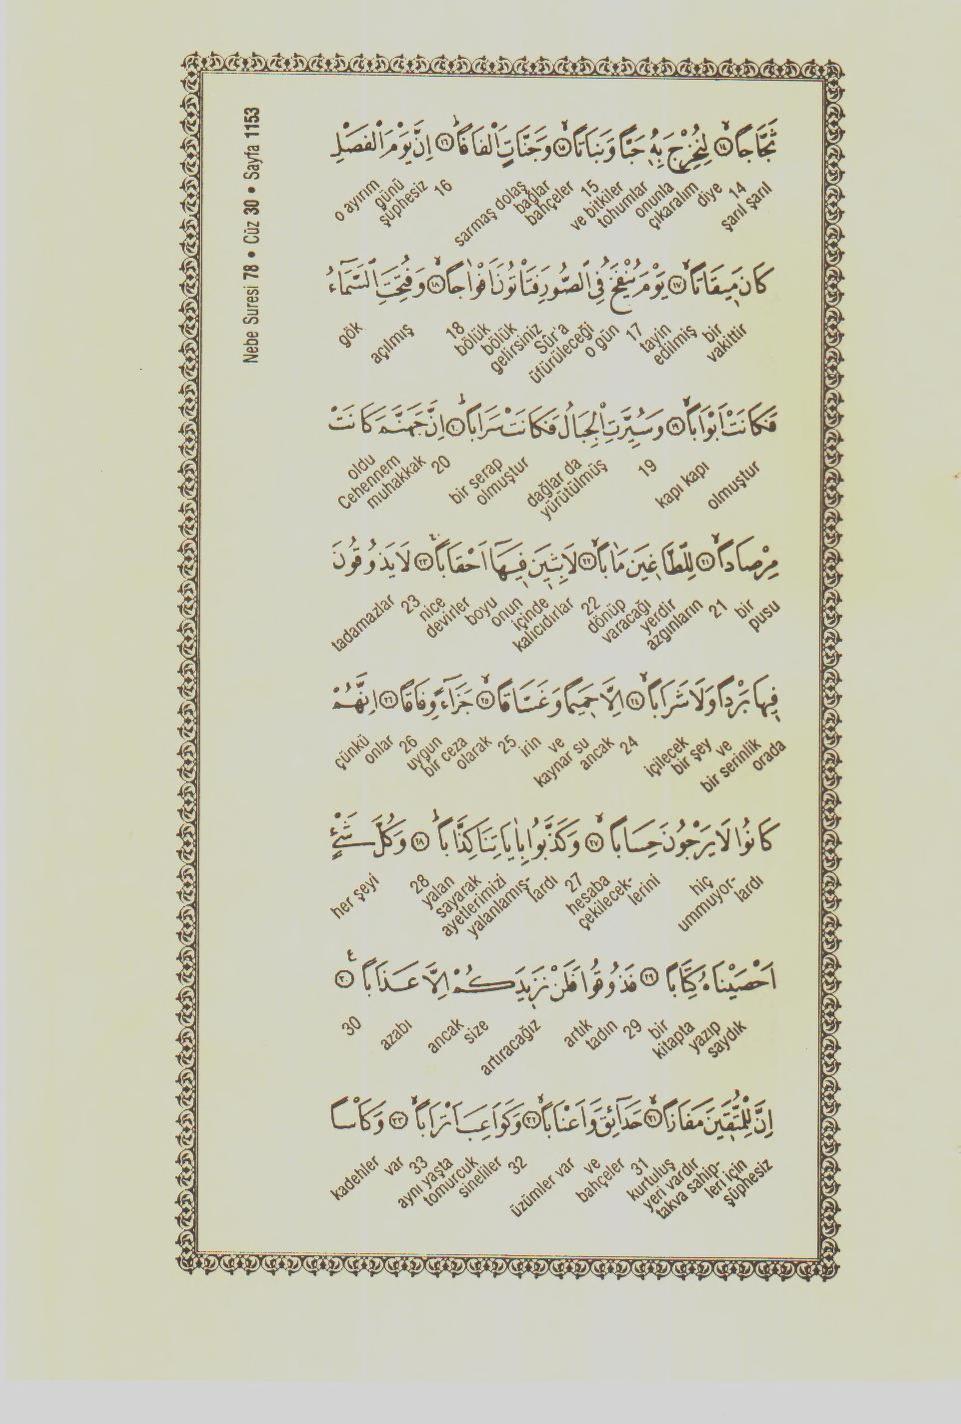 Nebe Suresi 78 • Cüz 30 • Sayfa 1153
ثَجَّاجًاۙ ﴿١٤﴾ لِنُخْرِجَ بِهٖ حَبًّا وَنَبَاتًاۙ ﴿١٥﴾ وَجَنَّاتٍ اَلْفَافًاۜ ﴿١٦﴾ اِنَّ يَوْمَ الْفَصْلِ
şarıl şarıl 14 diye çıkaralım onunla tohumlar ve bitkiler 15 bahçeler bağlar sarmaş dolaş 16 şüphesiz günü o ayırım
كَانَ مٖيقَاتًاۙ ﴿١٧﴾ يَوْمَ يُنْفَخُ فِي الصُّورِ فَتَأْتُونَ اَفْوَاجًاۙ ﴿١٨﴾ وَفُتِحَتِ السَّمَٓاءُ
vakittir bir edilmiş tayin 17 o gün üfürüleceği Sûr'a gelirsiniz bölük bölük 18 açılmış gök
فَكَانَتْ اَبْوَابًاۙ ﴿١٩﴾ وَسُيِّرَتِ الْجِبَالُ فَكَانَتْ سَرَابًاۜ ﴿٢٠﴾ اِنَّ جَهَنَّمَ كَانَتْ
olmuştur kapı kapı 19 yürütülmüş dağlar da olmuştur bir serap 20 muhakkak Cehennem oldu
مِرْصَادًاۙ ﴿٢١﴾ لِلطَّاغٖينَ مَاٰبًاۙ ﴿٢٢﴾ لَابِثٖينَ فٖيهَٓا اَحْقَابًاۚ ﴿٢٣﴾ لَا يَذُوقُونَ
pusu bir 21 azgınların yerdir varacağı dönüp 22 kalıcıdırlar içinde onun boyu devirler nice 23 tadamazlar
فٖيهَا بَرْدًا وَلَا شَرَابًاۙ ﴿٢٤﴾ اِلَّا حَمٖيمًا وَغَسَّاقًاۙ ﴿٢٥﴾ جَزَٓاءً وِفَاقًا ﴿٢٦﴾ اِنَّهُمْ
orada bir serinlik ve bir şey içilecek 24 ancak kaynar su ve irin 25 olarak bir ceza uygun 26 onlar çünkü
كَانُوا لَا يَرْجُونَ حِسَابًاۙ ﴿٢٧﴾ وَكَذَّبُوا بِاٰيَاتِنَا كِذَّابًاۜ ﴿٢٨﴾ وَكُلَّ شَيْءٍ
lardı ummuyor- hiç lerini çekilecek- hesaba 27 lardı yalanlamış- ayetlerimizi sayarak yalan 28 her şeyi
اَحْصَيْنَاهُ كِتَابًا ﴿٢٩﴾ فَذُوقُوا فَلَنْ نَزٖيدَكُمْ اِلَّا عَذَابًا ﴿٣٠﴾
saydık yazıp kitapta bir 29 tadın artık artıracağız size ancak azabı 30
اِنَّ لِلْمُتَّقٖينَ مَفَازًاۙ ﴿٣١﴾ حَدَٓائِقَ وَاَعْنَابًاۙ ﴿٣٢﴾ وَكَوَاعِبَ اَتْرَابًاۙ ﴿٣٣﴾ وَكَأْسًا
şüphesiz leri için takva sahip- yeri vardır kurtuluş 31 bahçeler ve üzümler var 32 sineliler tomurcuk aynı yaşta 33 var kadehler